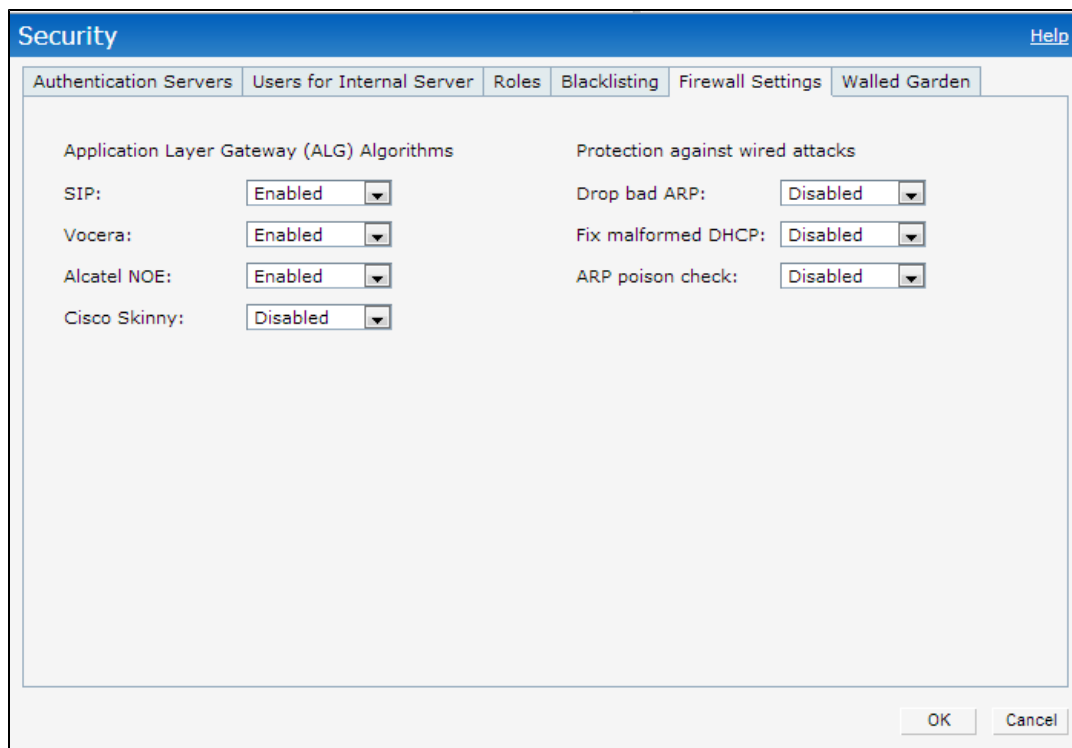 Security
Help
Authentication Servers
Users for Internal Server
Roles
Blacklisting
Firewall Settings
Walled Garden
Application Layer Gateway (ALG) Algorithms
SIP: Enabled
Vocera: Enabled
Alcatel NOE: Enabled
Cisco Skinny: Disabled
Protection against wired attacks
Drop bad ARP: Disabled
Fix malformed DHCP: Disabled
ARP poison check: Disabled
OK
Cancel